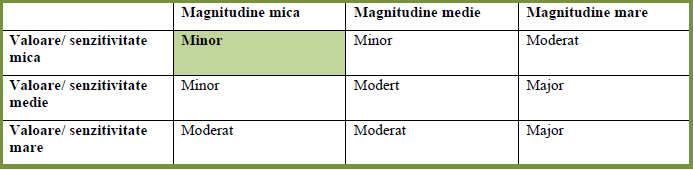 Magnitudine mica Magnitudine medie Magnitudine mare
Valoare/ senzitivitate Minor Minor Moderat
mica
Valoare/ senzitivitate Minor Modert Major
medie
Valoare/ senzitivitate Moderat Moderat Major
mare